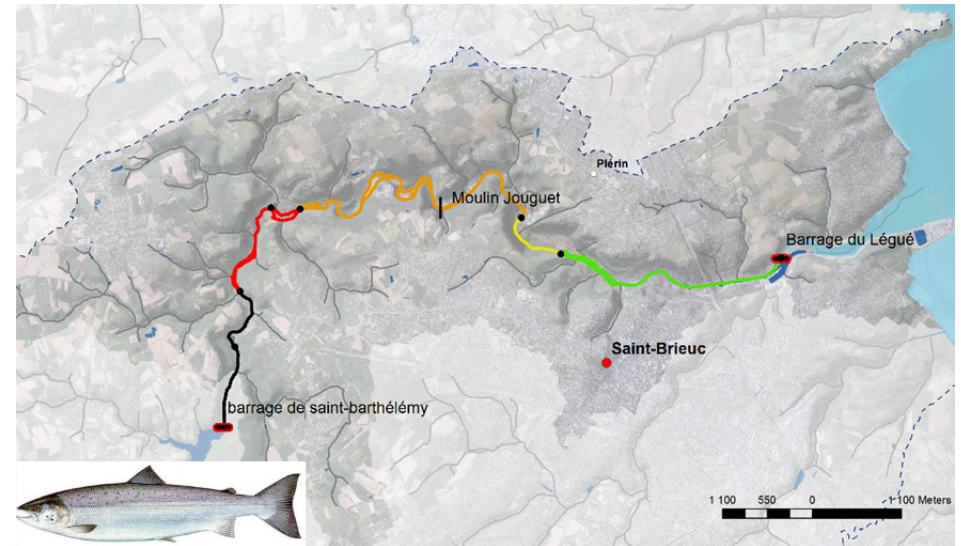 Plérin
Moulin Jouguet
Barrage du Légué
Saint-Brieuc
barrage de saint-barthélémy
1 100 550 0 1 100 Meters